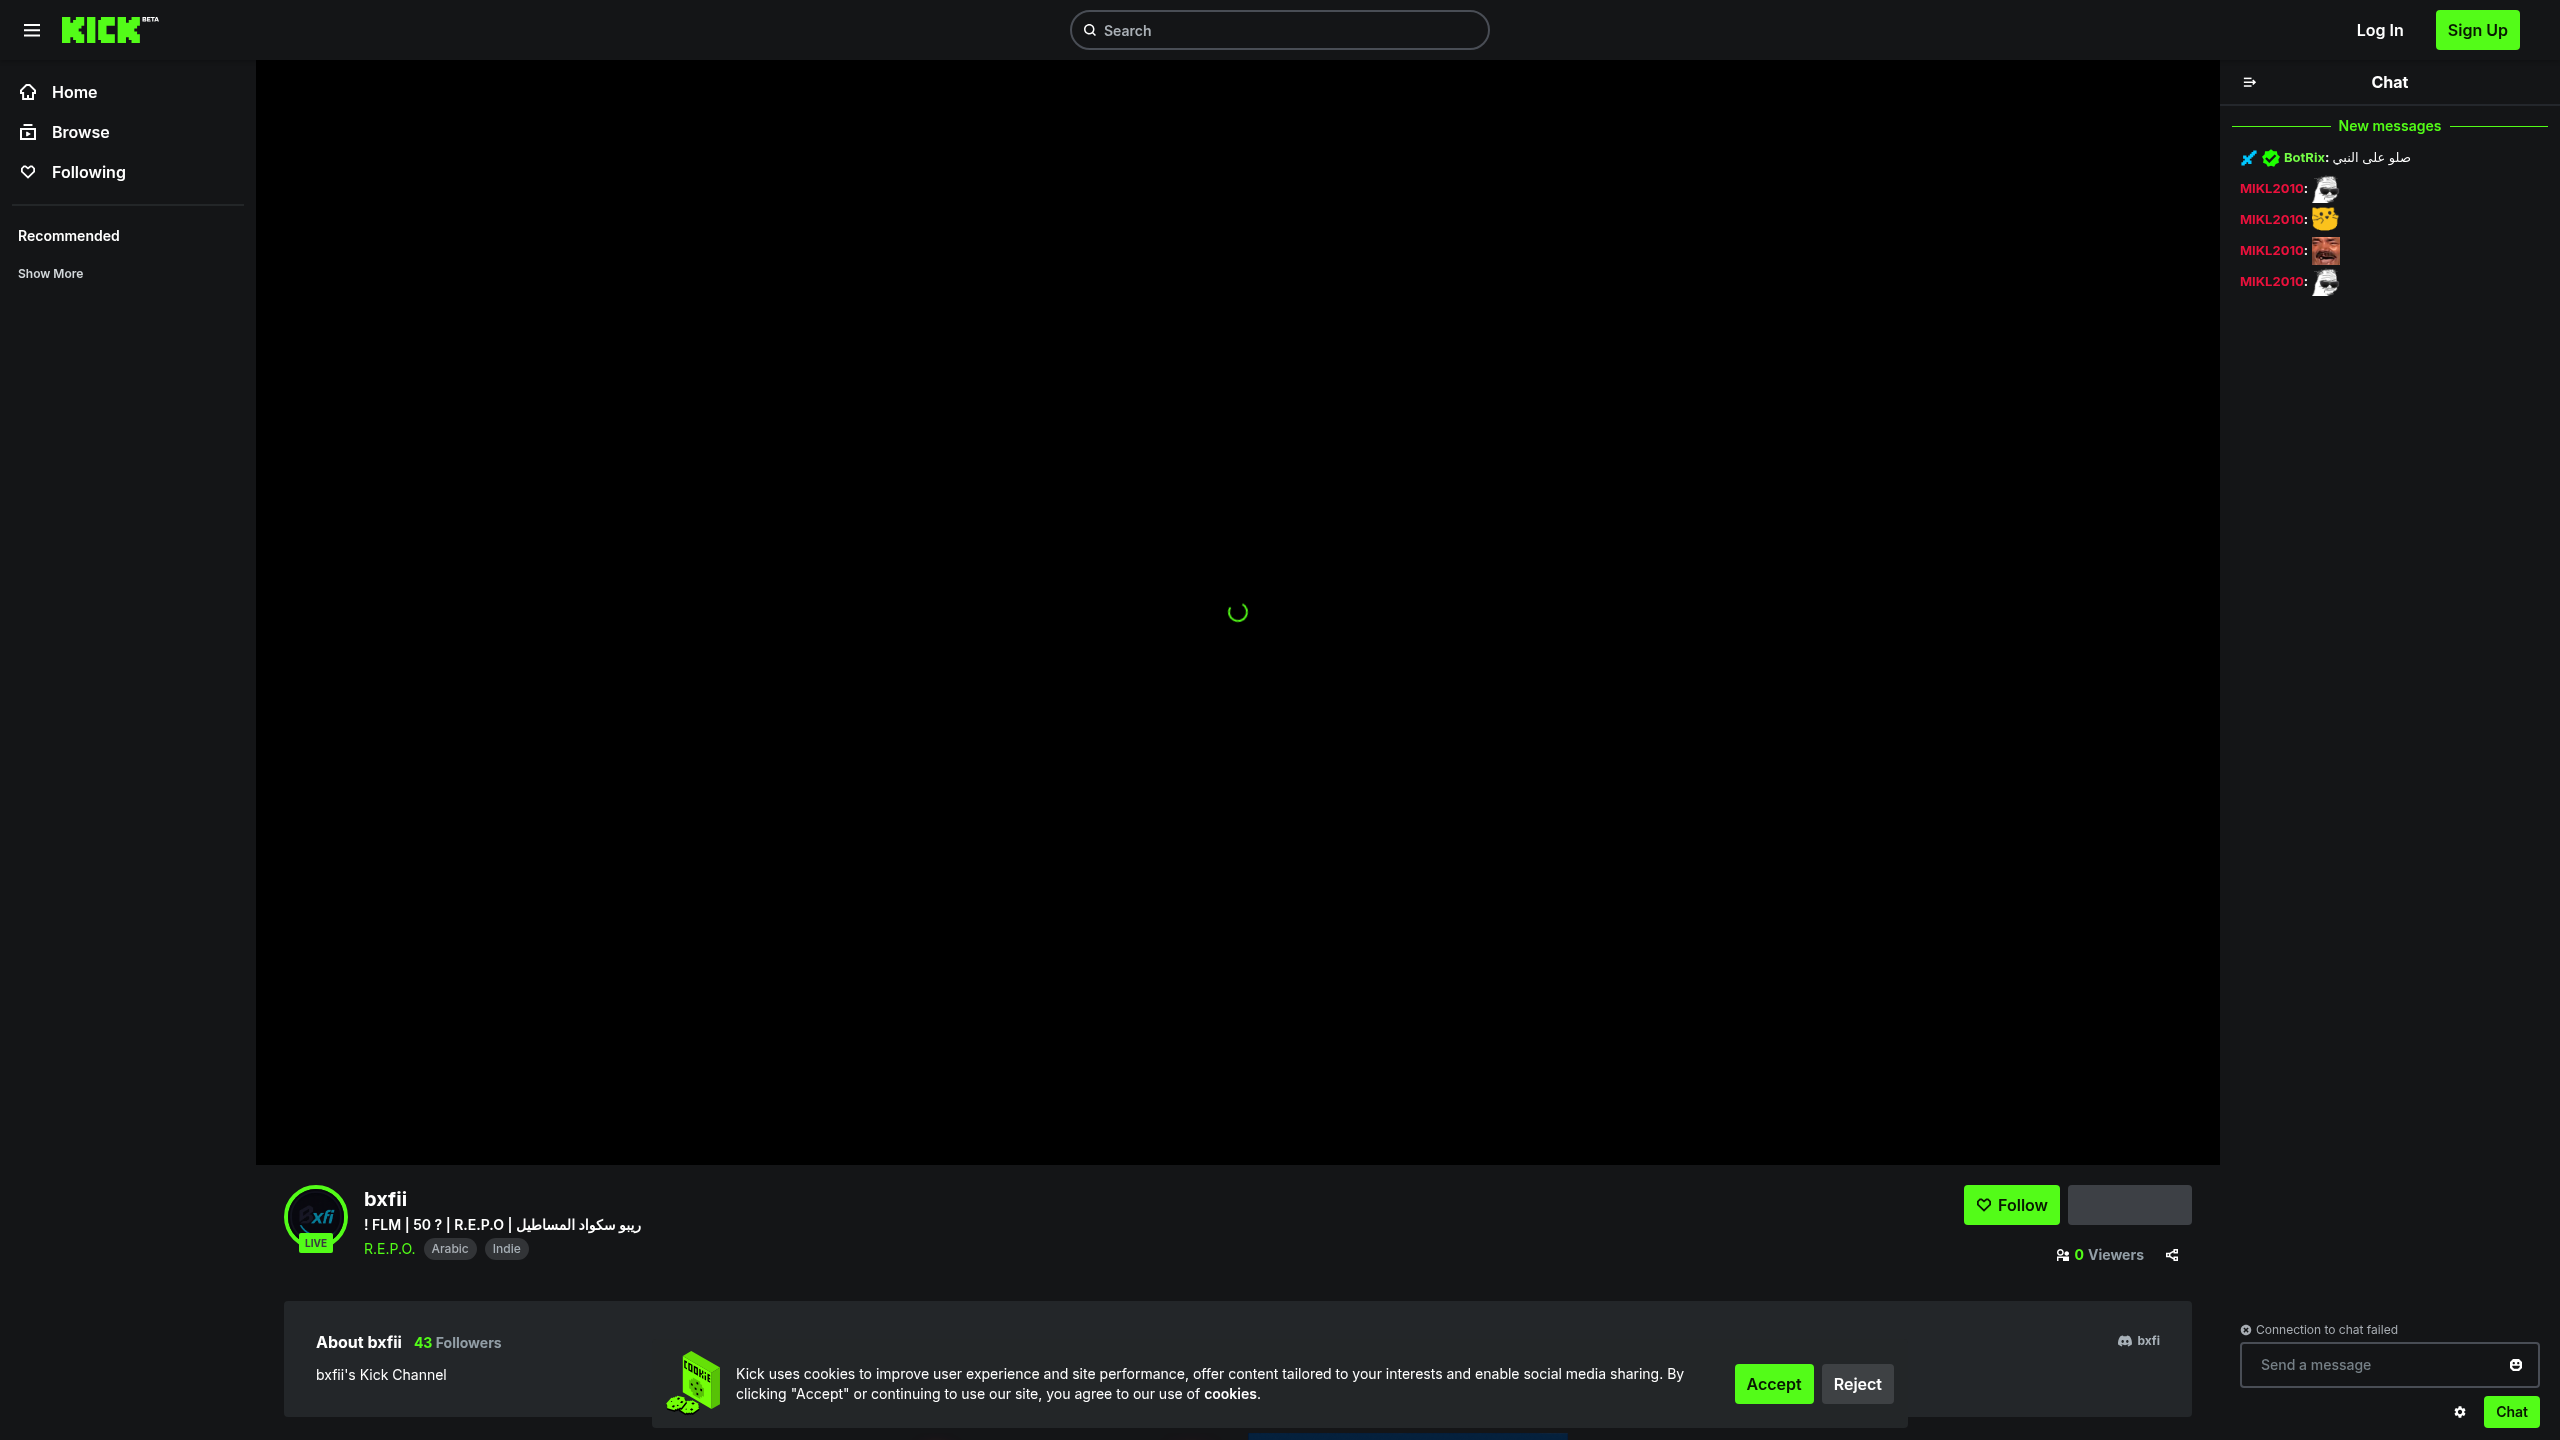 KICK BETA
Search
Log In
Sign Up
Home
Browse
Following
Recommended
Show More
Chat
New messages
BotRix: صلو على النبي
MIKL2010:
MIKL2010:
MIKL2010:
MIKL2010:
bxfi
LIVE
bxfii
! FLM | 50 ? | R.E.P.O | ريبو سكواد المساطيل
R.E.P.O.
Arabic
Indie
Follow
0 Viewers
About bxfii 43 Followers
bxfi
bxfii's Kick Channel
COOKIE
Kick uses cookies to improve user experience and site performance, offer content tailored to your interests and enable social media sharing. By
clicking "Accept" or continuing to use our site, you agree to our use of cookies.
Accept
Reject
Connection to chat failed
Send a message
Chat